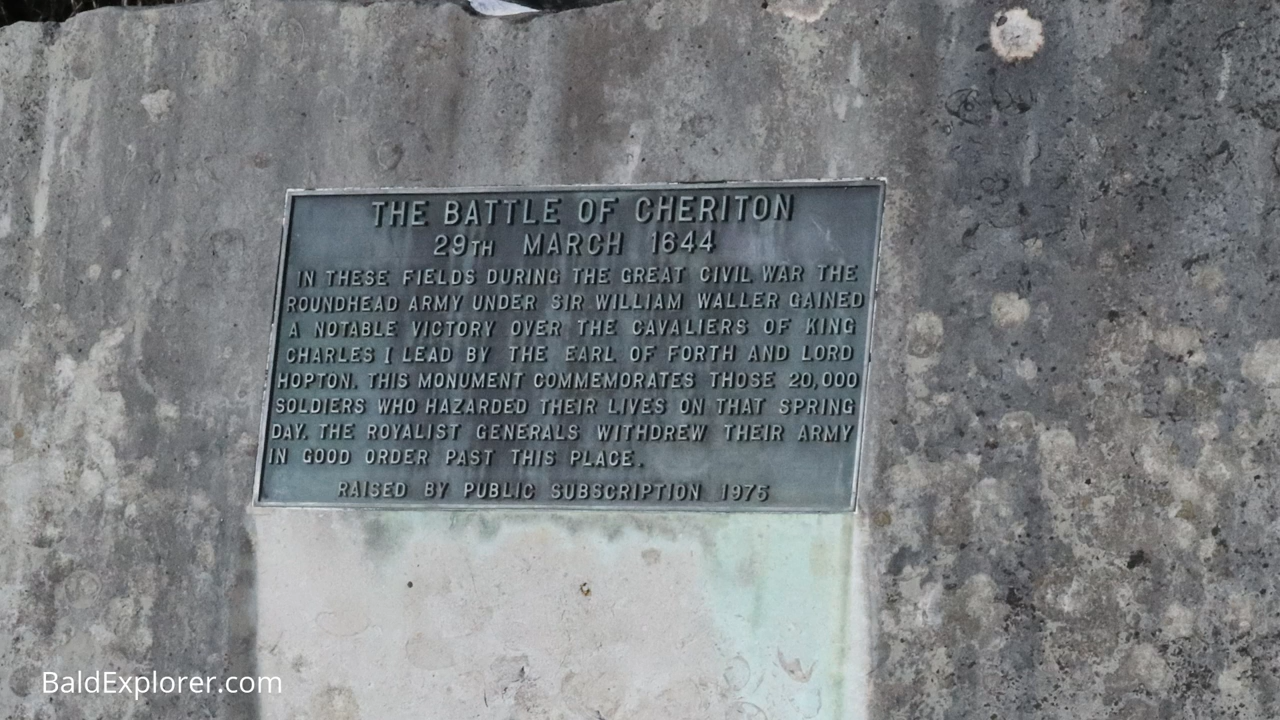 THE BATTLE OF CHERITON
29TH MARCH 1644
IN THESE FIELDS DURING THE GREAT CIVIL WAR THE
ROUNDHEAD ARMY UNDER SIR WILLIAM WALLER GAINED
A NOTABLE VICTORY OVER THE CAVALIERS OF KING
CHARLES I LEAD BY THE EARL OF FORTH AND LORD
HOPTON. THIS MONUMENT COMMEMORATES THOSE 20,000
SOLDIERS WHO HAZARDED THEIR LIVES ON THAT SPRING
DAY. THE ROYALIST GENERALS WITHDREW THEIR ARMY
IN GOOD ORDER PAST THIS PLACE.
RAISED BY PUBLIC SUBSCRIPTION 1975
BaldExplorer.com